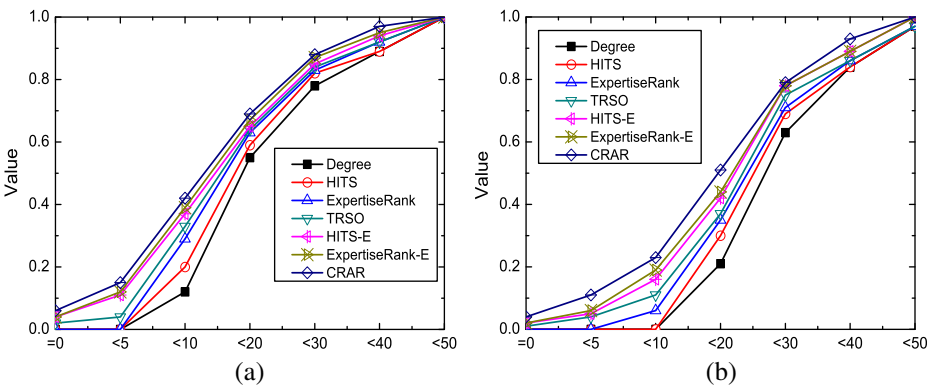 1.0
0.8
0.6
0.4
0.2
0.0
Value
Degree
HITS
ExpertiseRank
TRSO
HITS-E
ExpertiseRank-E
CRAR
=0 <5 <10 <20 <30 <40 <50
(a)
1.0
0.8
0.6
0.4
0.2
0.0
Value
Degree
HITS
ExpertiseRank
TRSO
HITS-E
ExpertiseRank-E
CRAR
=0 <5 <10 <20 <30 <40 <50
(b)